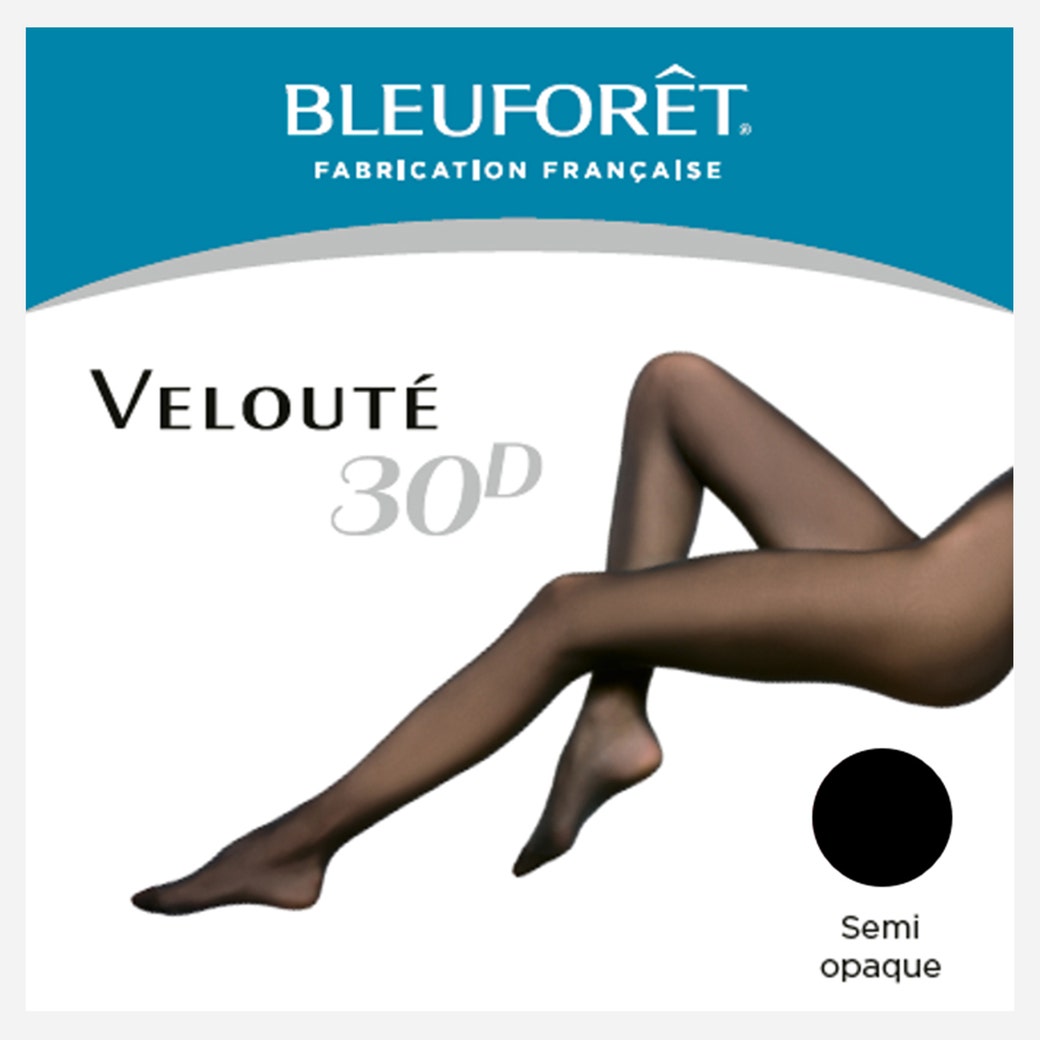 BLEUFORÊT®
FABRICATION FRANÇAISE
VELOUTÉ
30D
Semi
opaque